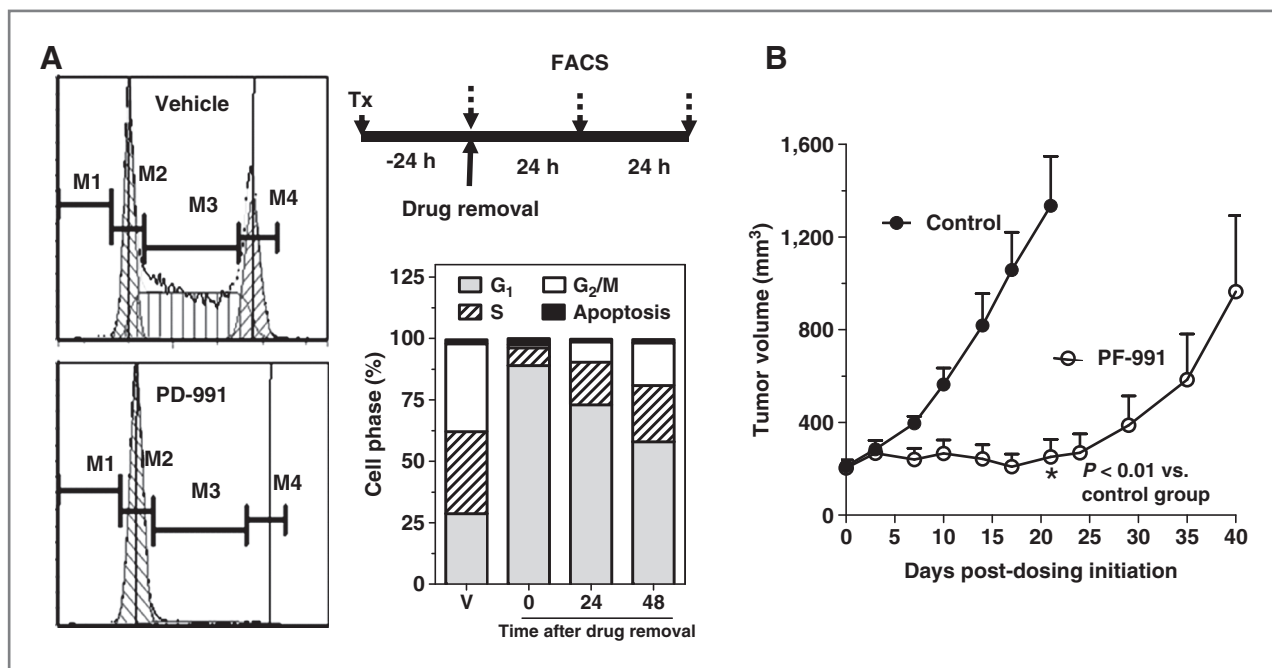 A
Vehicle
M1
M2
M3
M4
PD-991
M1
M2
M3
M4
FACS
Tx
-24 h
24 h
24 h
Drug removal
125
100
75
50
25
0
Cell phase (%)
G₁
G₂/M
S
Apoptosis
V
0
24
48
Time after drug removal
B
1,600
1,200
800
400
0
Tumor volume (mm³)
Control
PF-991
*
P < 0.01 vs.
control group
0
5
10
15
20
25
30
35
40
Days post-dosing initiation